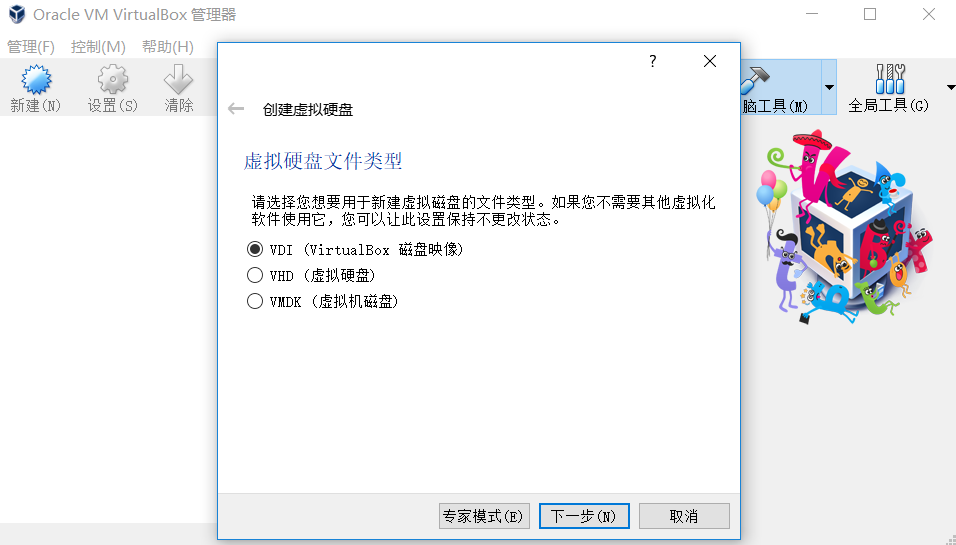 Oracle VM VirtualBox 管理器
管理(F) 控制(M) 帮助(H)
新建(N) 设置(S) 清除
脑工具(M) 全局工具(G)
?
创建虚拟硬盘
虚拟硬盘文件类型
请选择您想要用于新建虚拟磁盘的文件类型。如果您不需要其他虚拟化
软件使用它，您可以让此设置保持不更改状态。
VDI (VirtualBox 磁盘映像)
VHD (虚拟硬盘)
VMDK (虚拟机磁盘)
专家模式(E) 下一步(N) 取消